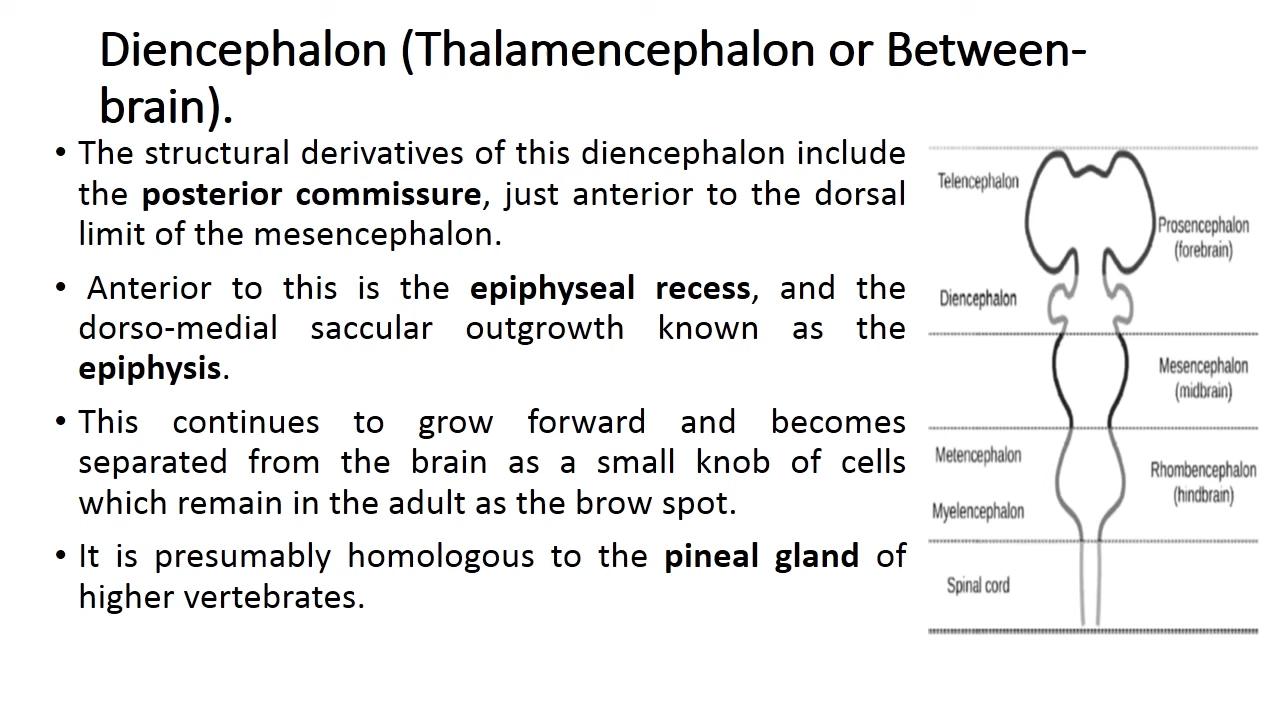 Diencephalon (Thalamencephalon or Between-
brain).
• The structural derivatives of this diencephalon include
the posterior commissure, just anterior to the dorsal
limit of the mesencephalon.
• Anterior to this is the epiphyseal recess, and the
dorso-medial saccular outgrowth known as the
epiphysis.
• This continues to grow forward and becomes
separated from the brain as a small knob of cells
which remain in the adult as the brow spot.
• It is presumably homologous to the pineal gland of
higher vertebrates.
Telencephalon
Prosencephalon
(forebrain)
Diencephalon
Mesencephalon
(midbrain)
Metencephalon
Rhombencephalon
(hindbrain)
Myelencephalon
Spinal cord